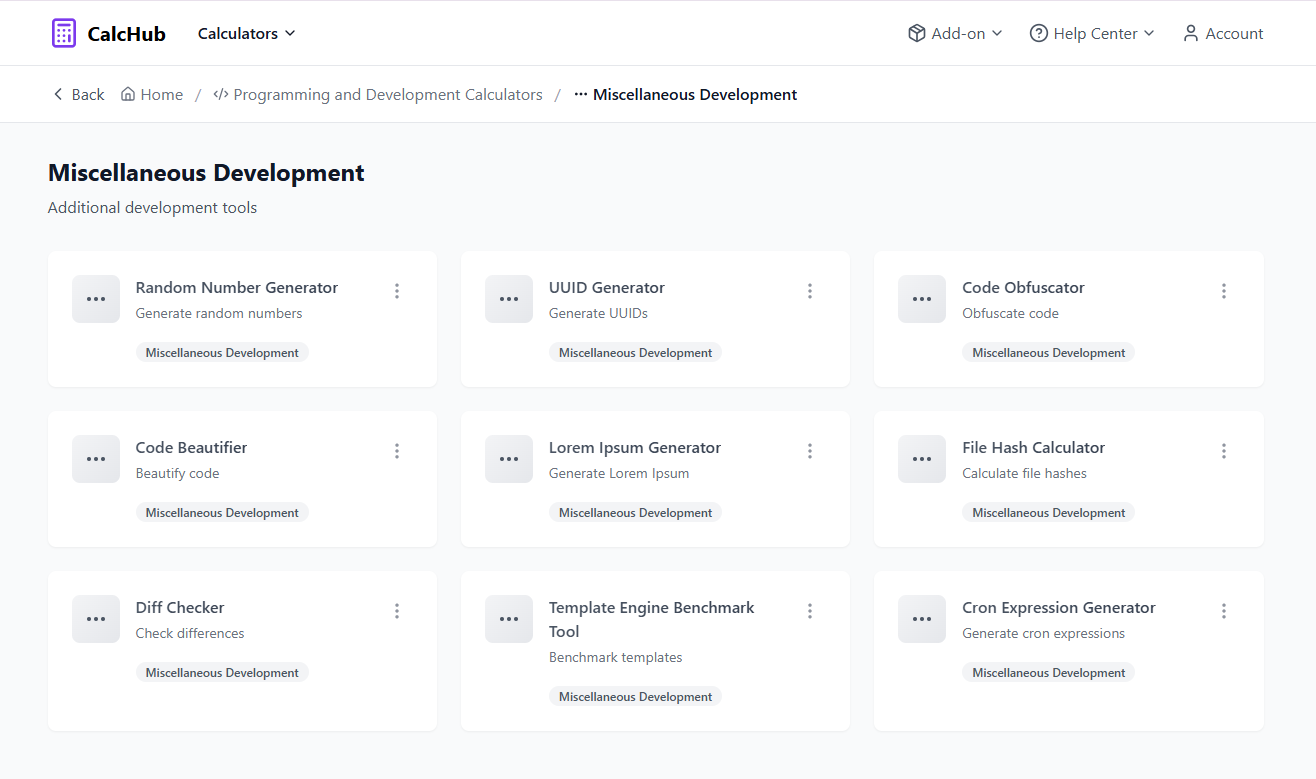 CalcHub
Calculators
Add-on
Help Center
Account
Back
Home / Programming and Development Calculators / Miscellaneous Development
Miscellaneous Development
Additional development tools
Random Number Generator
Generate random numbers
Miscellaneous Development
UUID Generator
Generate UUIDs
Miscellaneous Development
Code Obfuscator
Obfuscate code
Miscellaneous Development
Code Beautifier
Beautify code
Miscellaneous Development
Lorem Ipsum Generator
Generate Lorem Ipsum
Miscellaneous Development
File Hash Calculator
Calculate file hashes
Miscellaneous Development
Diff Checker
Check differences
Miscellaneous Development
Template Engine Benchmark
Tool
Benchmark templates
Miscellaneous Development
Cron Expression Generator
Generate cron expressions
Miscellaneous Development